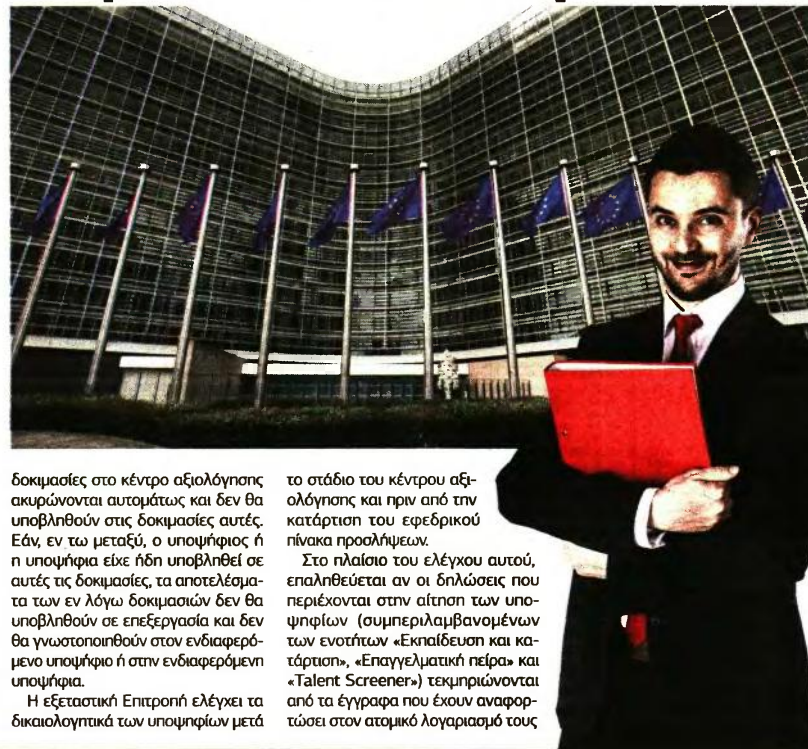 δοκιμασίες στο κέντρο αξιολόγησης
ακυρώνονται αυτομάτως και δεν θα
υποβληθούν στις δοκιμασίες αυτές.
Εάν, εν τω μεταξύ, ο υποψήφιος ή
η υποψήφια είχε ήδη υποβληθεί σε
αυτές τις δοκιμασίες, τα αποτελέσμα-
τα των εν λόγω δοκιμασιών δεν θα
υποβληθούν σε επεξεργασία και δεν
θα γνωστοποιηθούν στον ενδιαφερό-
μενο υποψήφιο ή στην ενδιαφερόμενη
υποψήφια.
Η εξεταστική Επιτροπή ελέγχει τα
δικαιολογητικά των υποψηφίων μετά
το στάδιο του κέντρου αξι-
ολόγησης και πριν από την
κατάρτιση του εφεδρικού
πίνακα προσλήψεων.
Στο πλαίσιο του ελέγχου αυτού,
επαληθεύεται αν οι δηλώσεις που
περιέχονται στην αίτηση των υπο-
ψηφίων (συμπεριλαμβανομένων
των ενοτήτων «Εκπαίδευση και κα-
τάρτιση», «Επαγγελματική πείρα» και
«Talent Screener») τεκμηριώνονται
από τα έγγραφα που έχουν αναφορ-
τώσει στον ατομικό λογαριασμό τους